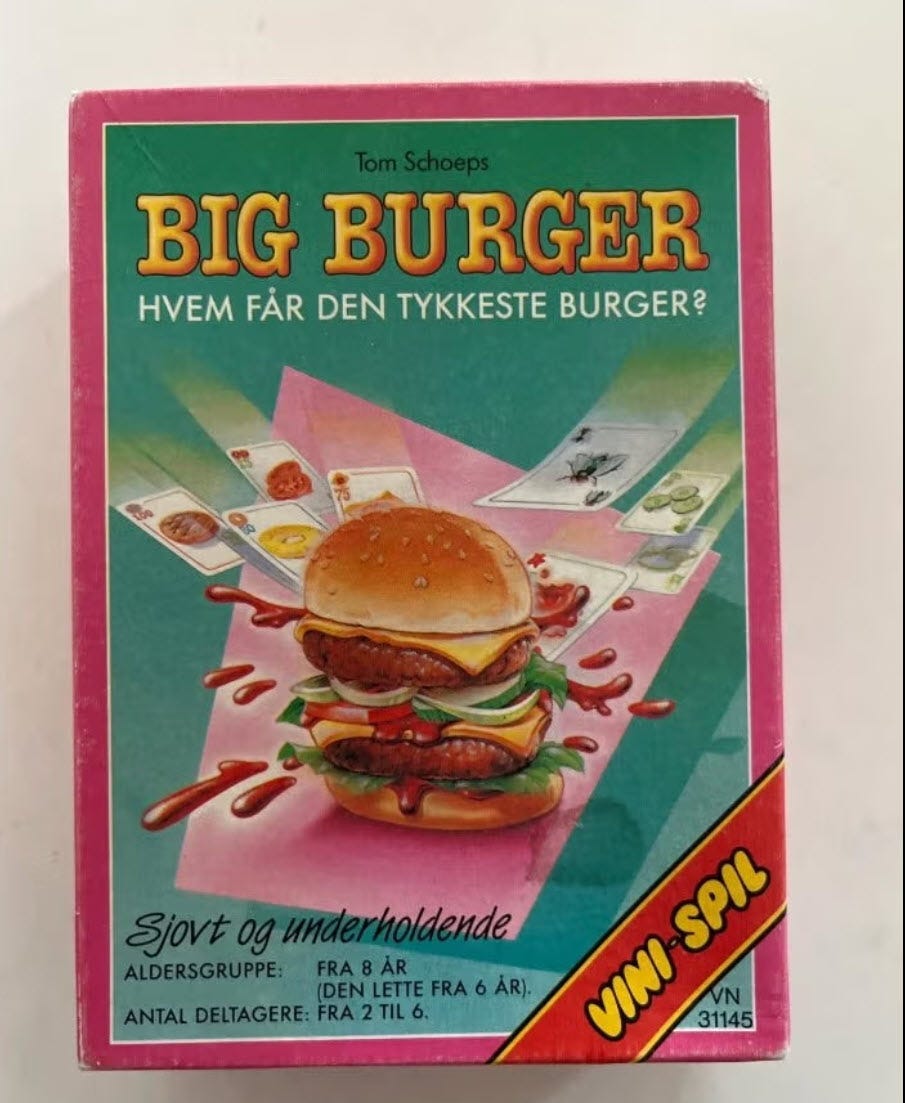 Tom Schoeps
BIG BURGER
HVEM FÅR DEN TYKKESTE BURGER?
75
Sjovt og underholdende
ALDERSGRUPPE: FRA 8 ÅR
(DEN LETTE FRA 6 ÅR).
ANTAL DELTAGERE: FRA 2 TIL 6.
VINI-SPIL
VN
31145